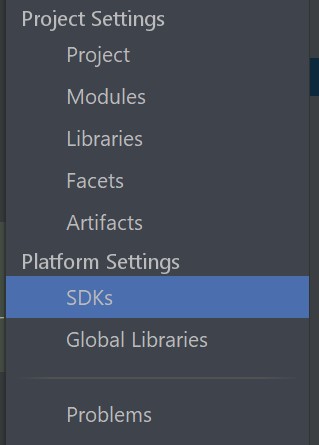 Project Settings
Project
Modules
Libraries
Facets
Artifacts
Platform Settings
SDKs
Global Libraries
Problems